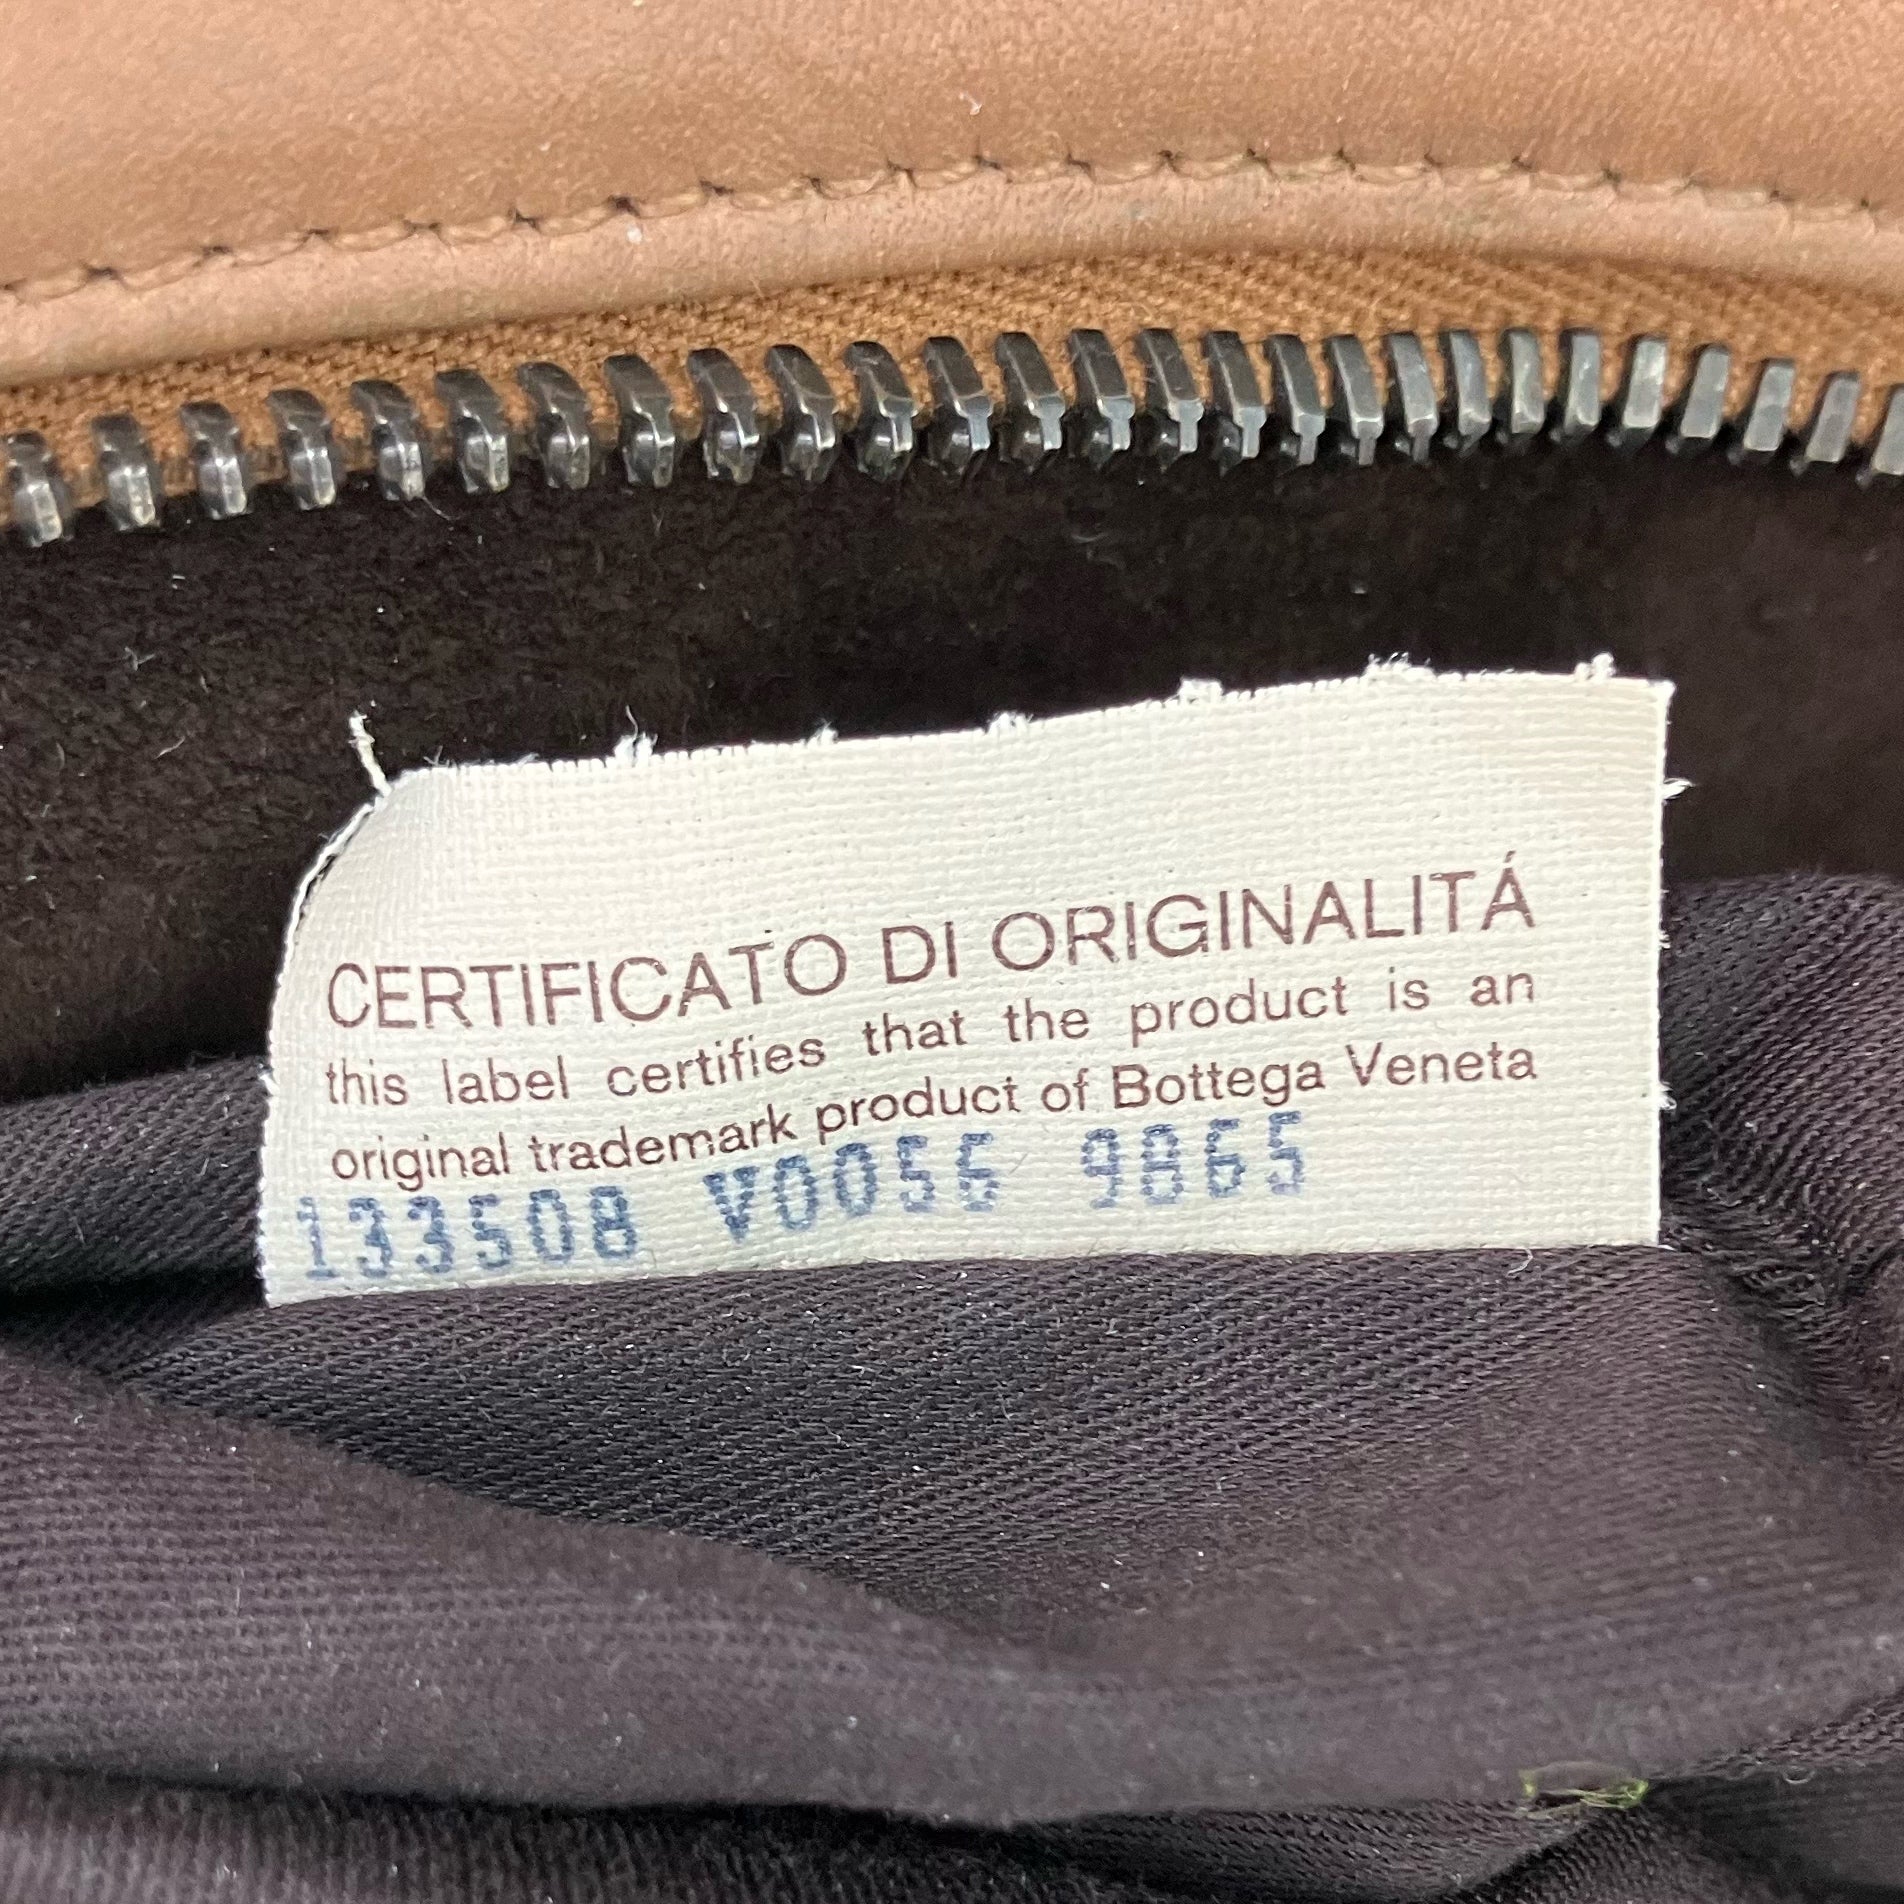 CERTIFICATO DI ORIGINALITÁ
this label certifies that the product is an
original trademark product of Bottega Veneta
133508 V0056 9865